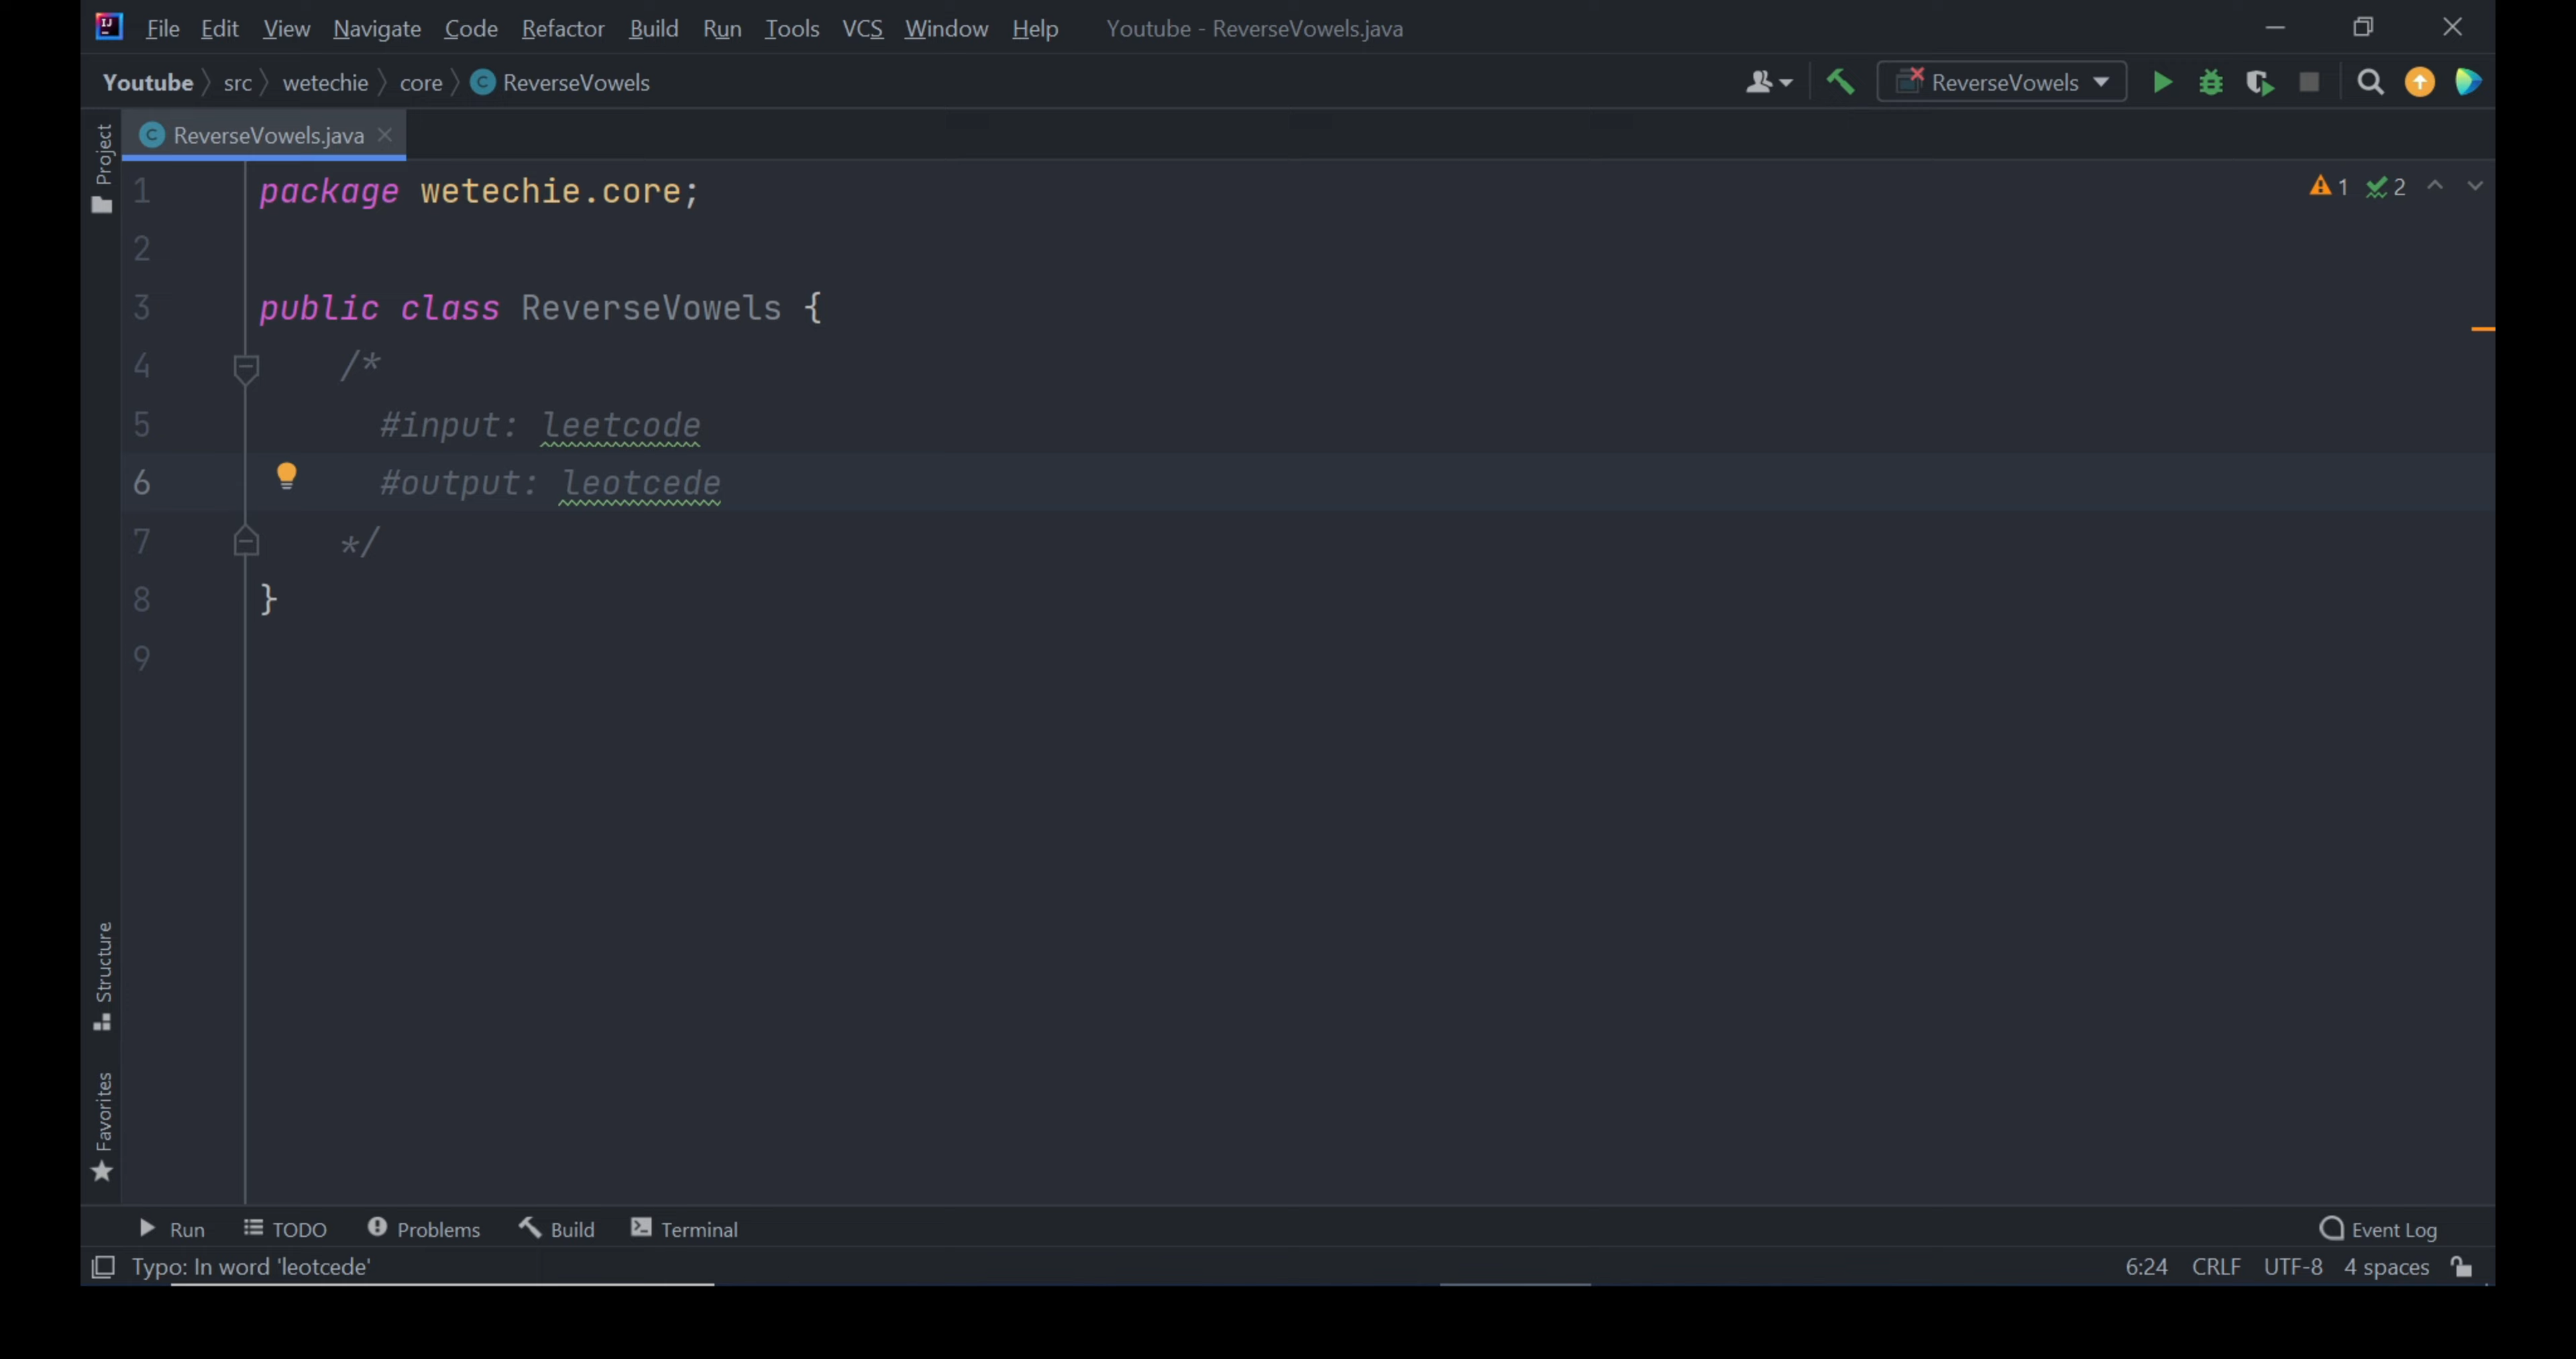 File Edit View Navigate Code Refactor Build Run Tools VCS Window Help Youtube - ReverseVowels.java
Youtube src wetechie core ReverseVowels ReverseVowels
ReverseVowels.java
Project
1 package wetechie.core; 1 2
2
3 public class ReverseVowels {
4 /*
5 #input: leetcode
6 #output: leotcede
7 */
8 }
9
Structure
Favorites
Run TODO Problems Build Terminal Event Log
Typo: In word 'leotcede' 6:24 CRLF UTF-8 4 spaces